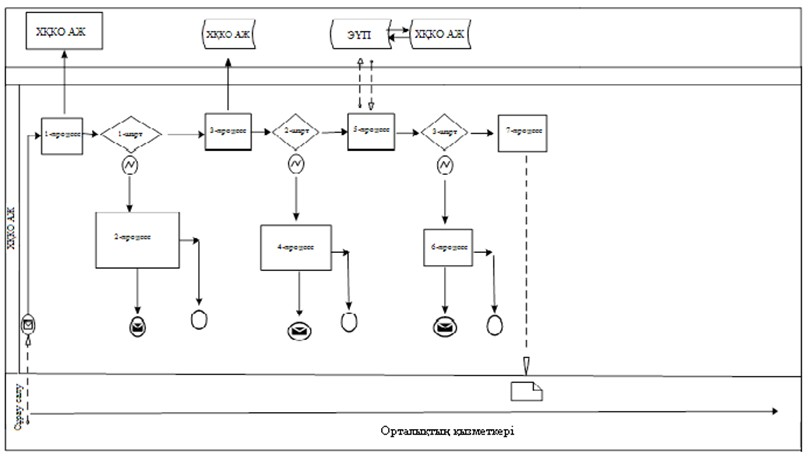 ХҚКО АЖ
ХҚКО АЖ
ЭҮП
ХҚКО АЖ
1-процесс
1-шарт
3-процесс
2-шарт
5-процесс
3-шарт
7-процесс
ХҚКО АЖ
2-процесс
4-процесс
6-процесс
Сұрау салу
Орталықтың қызметкері